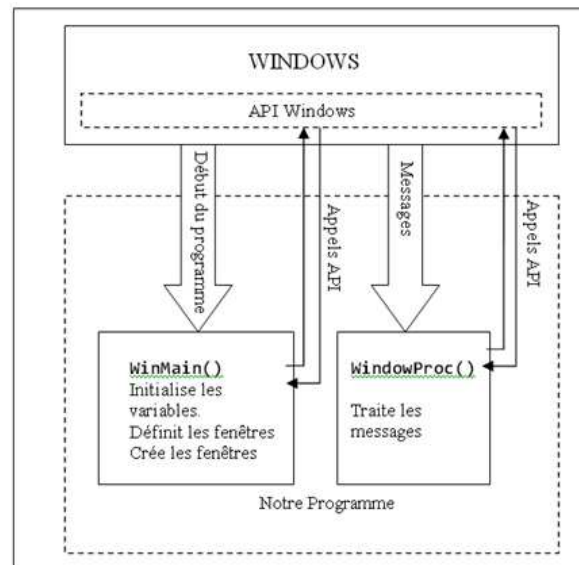 WINDOWS
API Windows
Début du programme
Appels API
Messages
Appels API
WinMain()
Initialise les
variables.
Définit les fenêtres
Crée les fenêtres
WindowProc()
Traite les
messages
Notre Programme